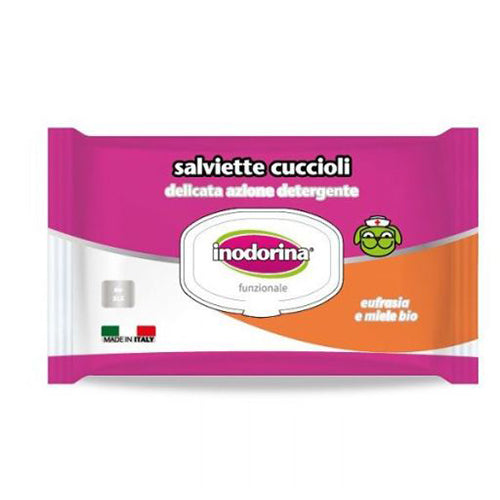 salviette cuccioli
delicata azione detergente
inodorina®
funzionale
eufrasia
e miele bio
MADE IN ITALY